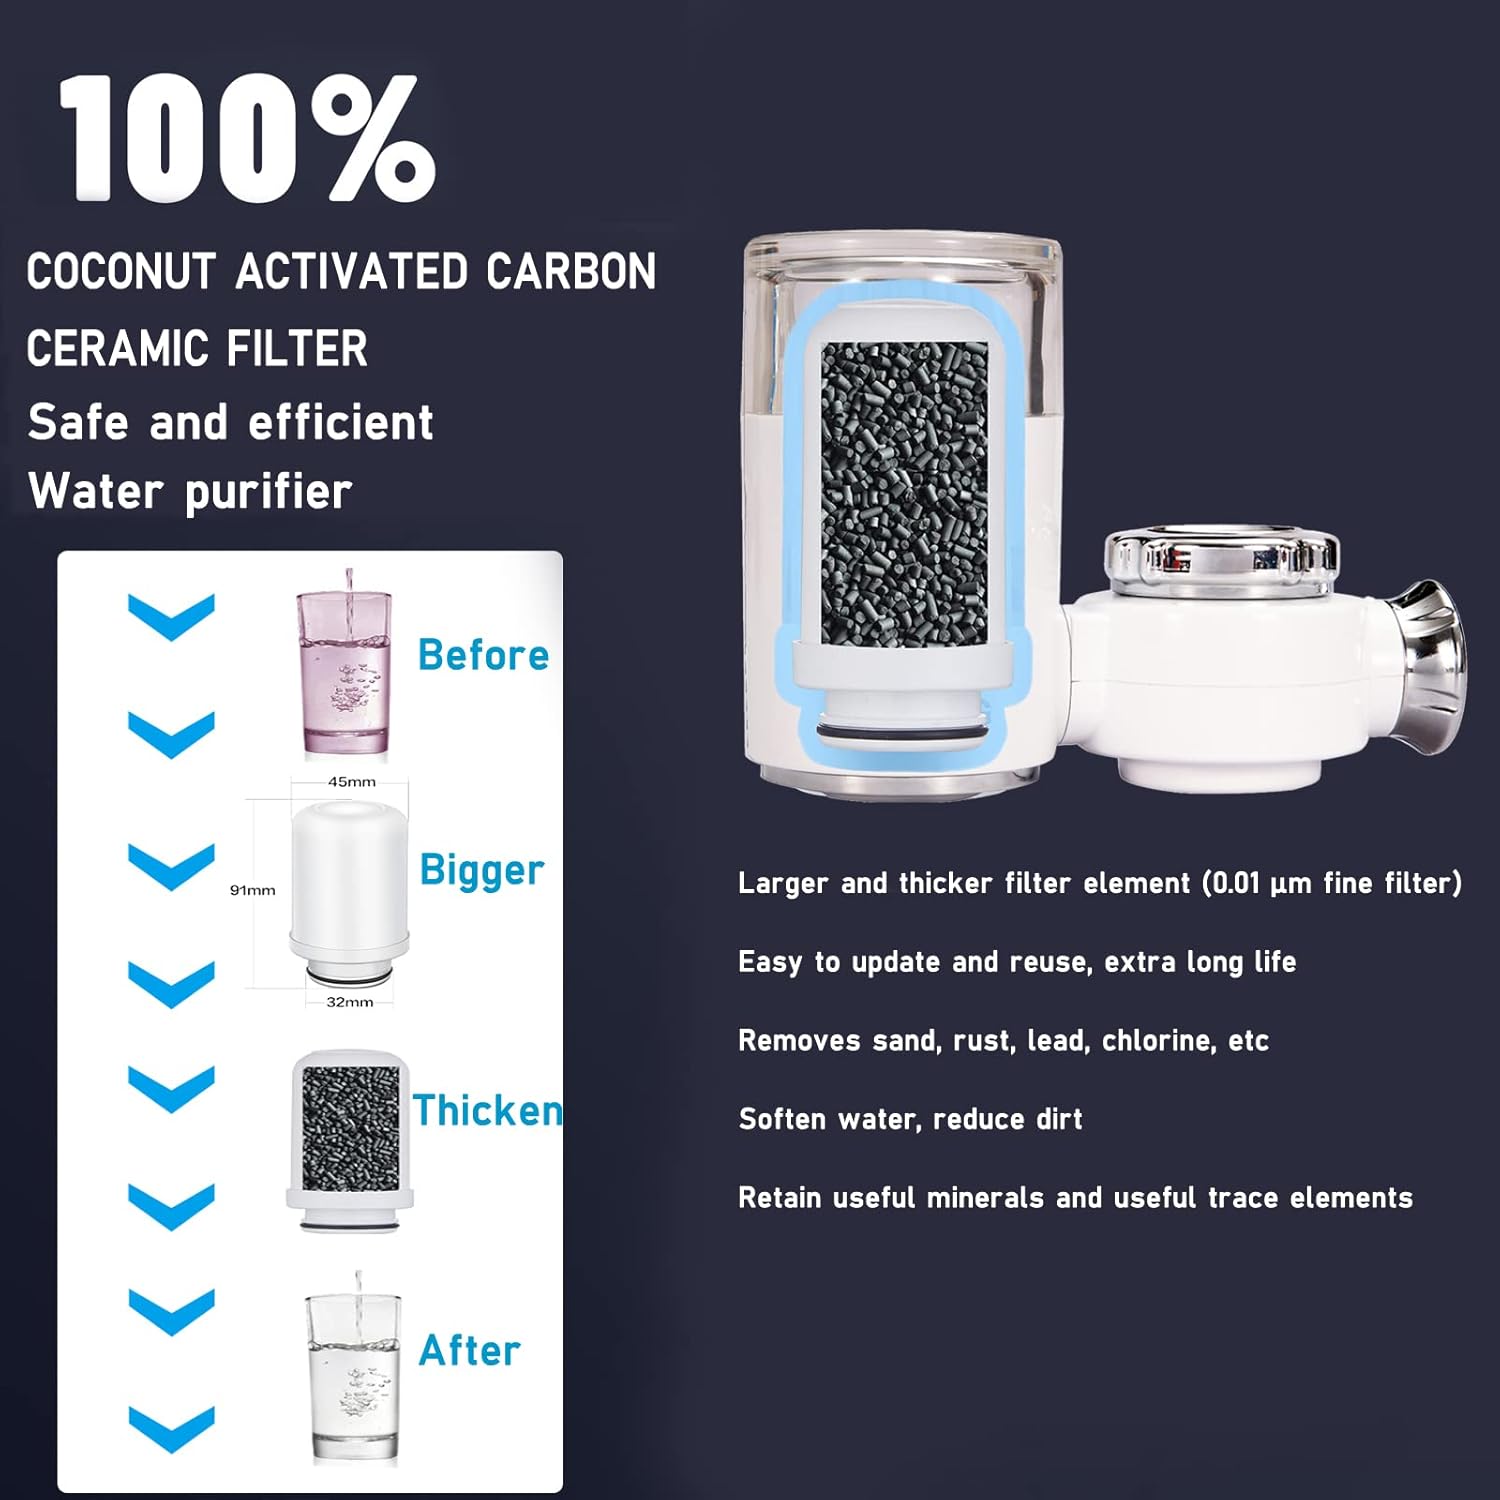 100%
COCONUT ACTIVATED CARBON
CERAMIC FILTER
Safe and efficient
Water purifier
Before
45mm
Bigger
91mm
32mm
Thicken
After
Larger and thicker filter element (0.01 μm fine filter)
Easy to update and reuse, extra long life
Removes sand, rust, lead, chlorine, etc
Soften water, reduce dirt
Retain useful minerals and useful trace elements